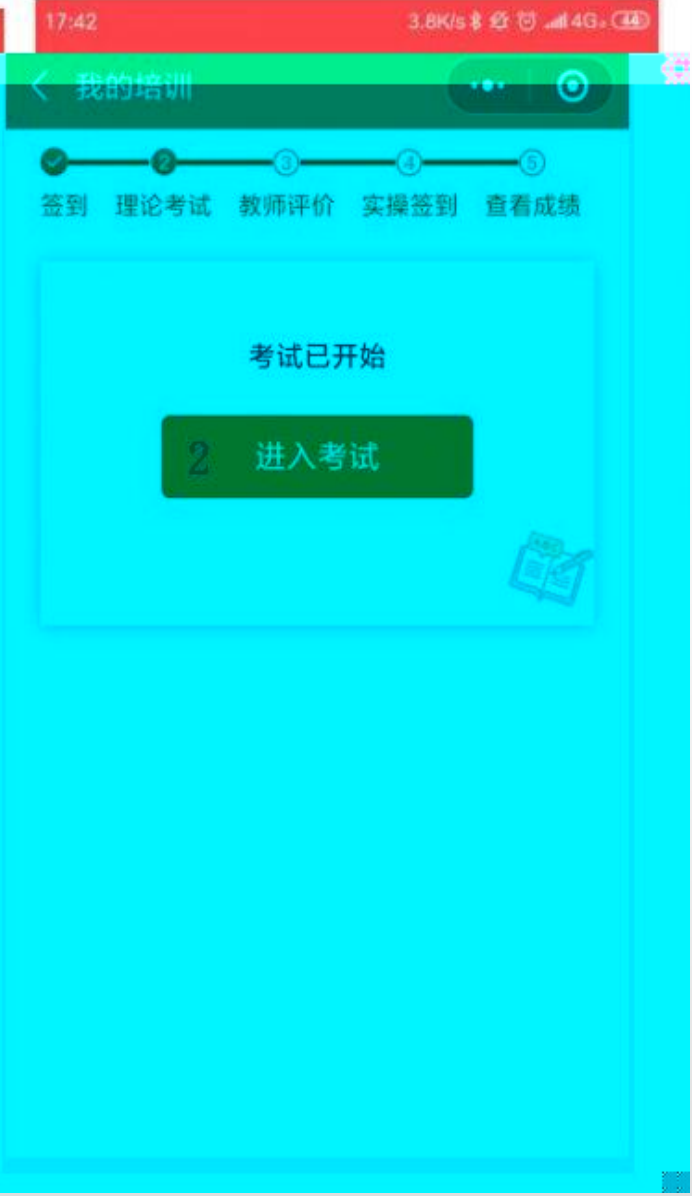 17:42 3.8K/s 4G 44
我的培训
2 3 4 5
签到 理论考试 教师评价 实操签到 查看成绩
考试已开始
2 进入考试
ABC